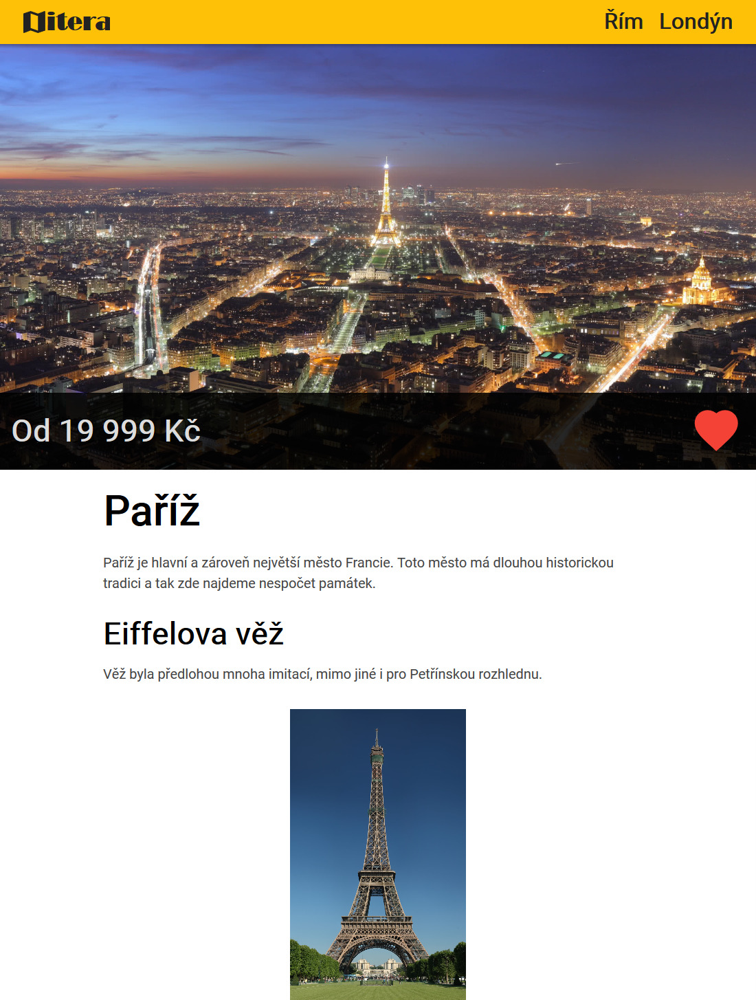 itera
Řím Londýn
Od 19 999 Kč
Paříž
Paříž je hlavní a zároveň největší město Francie. Toto město má dlouhou historickou
tradici a tak zde najdeme nespočet památek.
Eiffelova věž
Věž byla předlohou mnoha imitací, mimo jiné i pro Petřínskou rozhlednu.